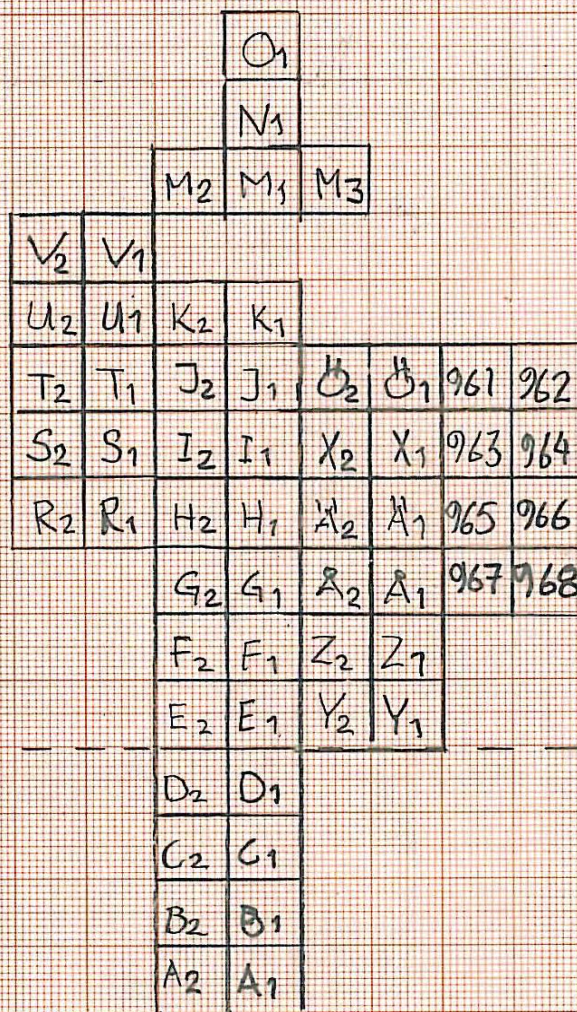 O1
N1
M2 M1 M3
V2 V1
U2 U1 K2 K1
T2 T1 J2 J1 Ö2 Ö1 961 962
S2 S1 I2 I1 X2 X1 963 964
R2 R1 H2 H1 Ä2 Ä1 965 966
G2 G1 Å2 Å1 967 968
F2 F1 Z2 Z1
E2 E1 Y2 Y1
D2 D1
C2 C1
B2 B1
A2 A1